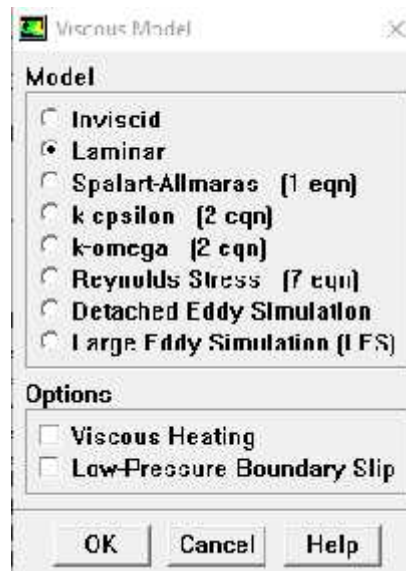 Viscous Model
Model
Inviscid
Laminar
Spalart-Allmaras (1 eqn)
k-epsilon (2 eqn)
k-omega (2 eqn)
Reynolds Stress (7 eqn)
Detached Eddy Simulation
Large Eddy Simulation (LES)
Options
Viscous Heating
Low-Pressure Boundary Slip
OK Cancel Help